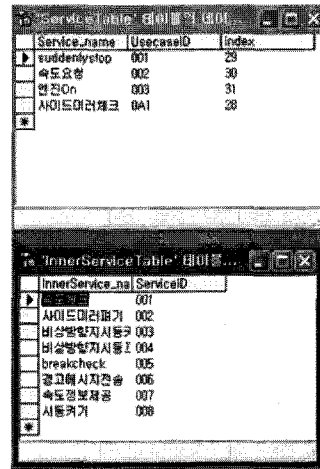 'ServiceTable' 테이블의 데이...
Service_name UsecaseID index
suddenlystop 001 29
속도요청 002 30
엔진On 003 31
사이드미러체크 0A1 28
'InnerServiceTable' 테이블...
InnerService_na ServiceID
001
사이드미러펴기 002
비상방향지시등 003
비상방향지시등 004
breakcheck 005
경고메시지전송 006
속도정보제공 007
시동켜기 008